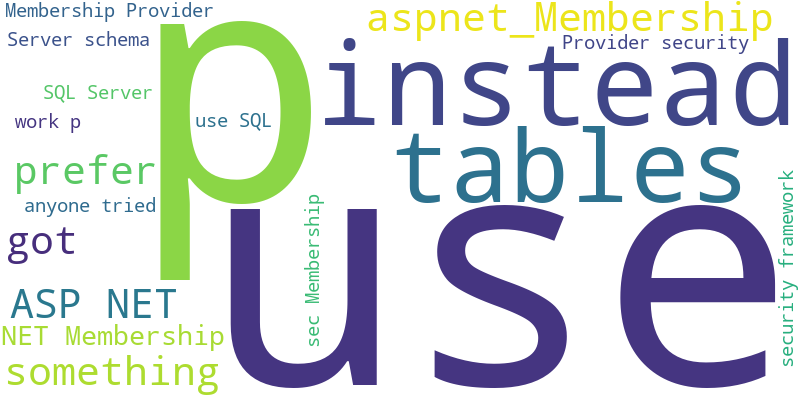 Membership Provider
aspnet_Membership
Server schema
Provider security
p
instead
SQL Server
work p
use SQL
tables
prefer
anyone tried
security framework
sec Membership
use
got
ASP NET
NET Membership
something